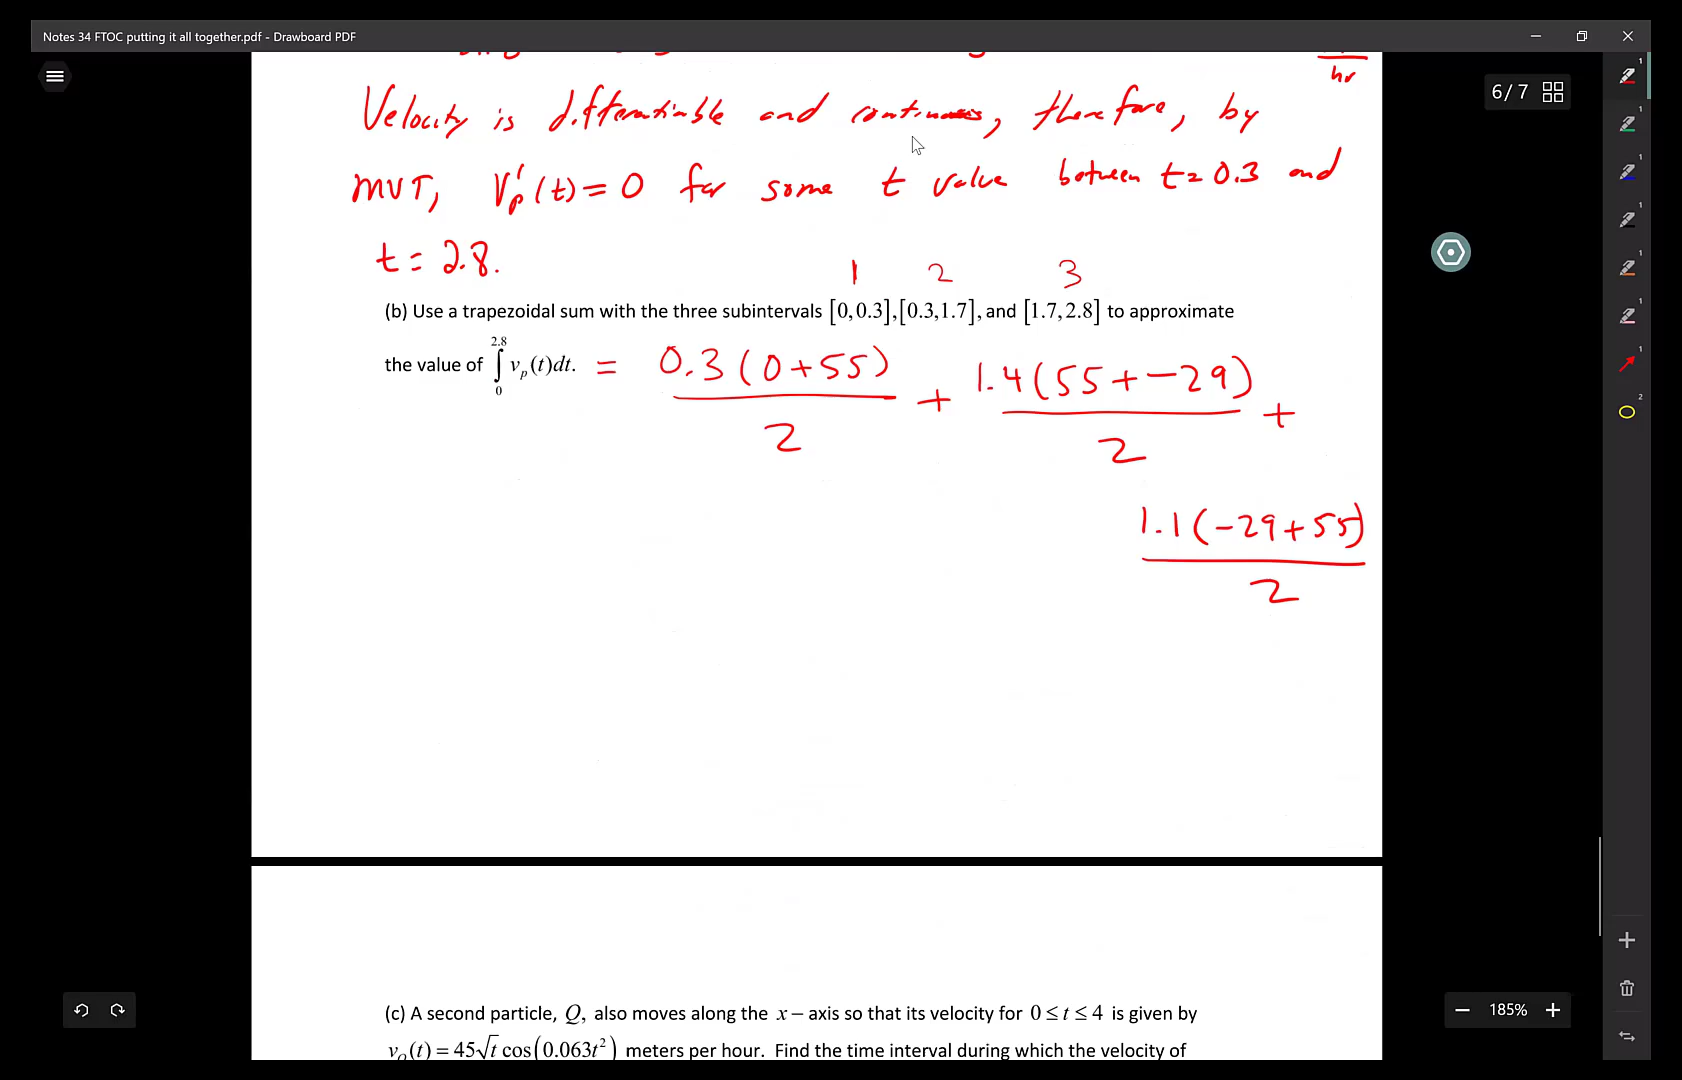 Notes 34 FTOC putting it all together.pdf - Drawboard PDF
6/7
hr
Velocity is differentiable and continuous, therefore, by
MVT, Vp'(t) = 0 for some t value between t = 0.3 and
t = 2.8.
1 2 3
(b) Use a trapezoidal sum with the three subintervals [0,0.3],[0.3,1.7], and [1.7,2.8] to approximate
the value of ∫₀^2.8 v_p(t)dt. = 0.3(0+55)/2 + 1.4(55+-29)/2 +
1.1(-29+55)/2
(c) A second particle, Q, also moves along the x – axis so that its velocity for 0 ≤ t ≤ 4 is given by
v_Q(t) = 45√t cos(0.063t²) meters per hour. Find the time interval during which the velocity of
185%